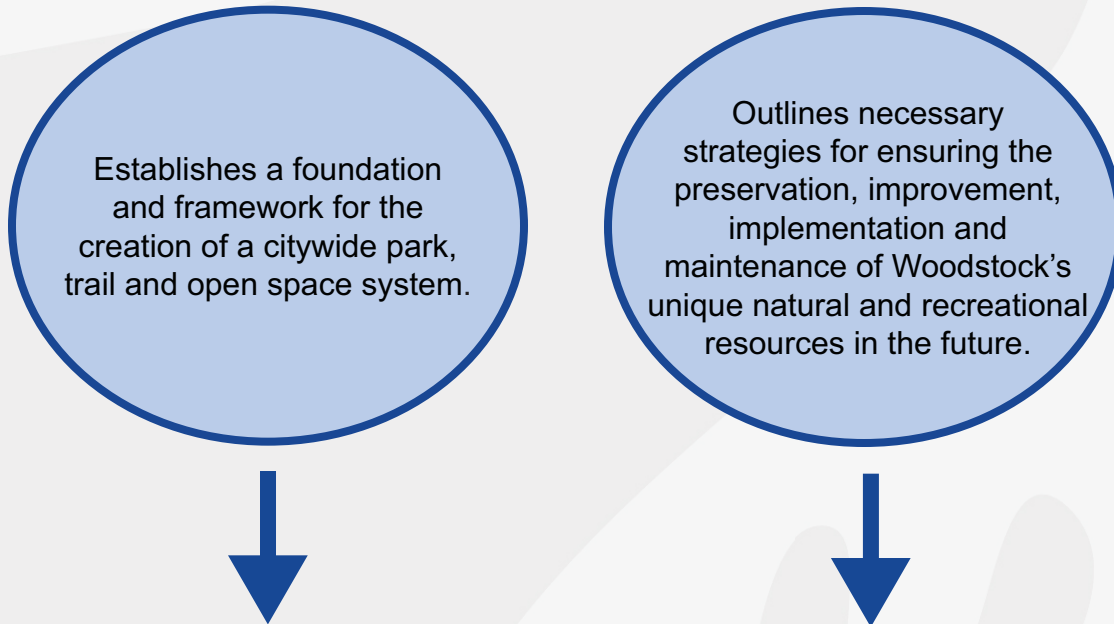 Establishes a foundation
and framework for the
creation of a citywide park,
trail and open space system.
Outlines necessary
strategies for ensuring the
preservation, improvement,
implementation and
maintenance of Woodstock’s
unique natural and recreational
resources in the future.